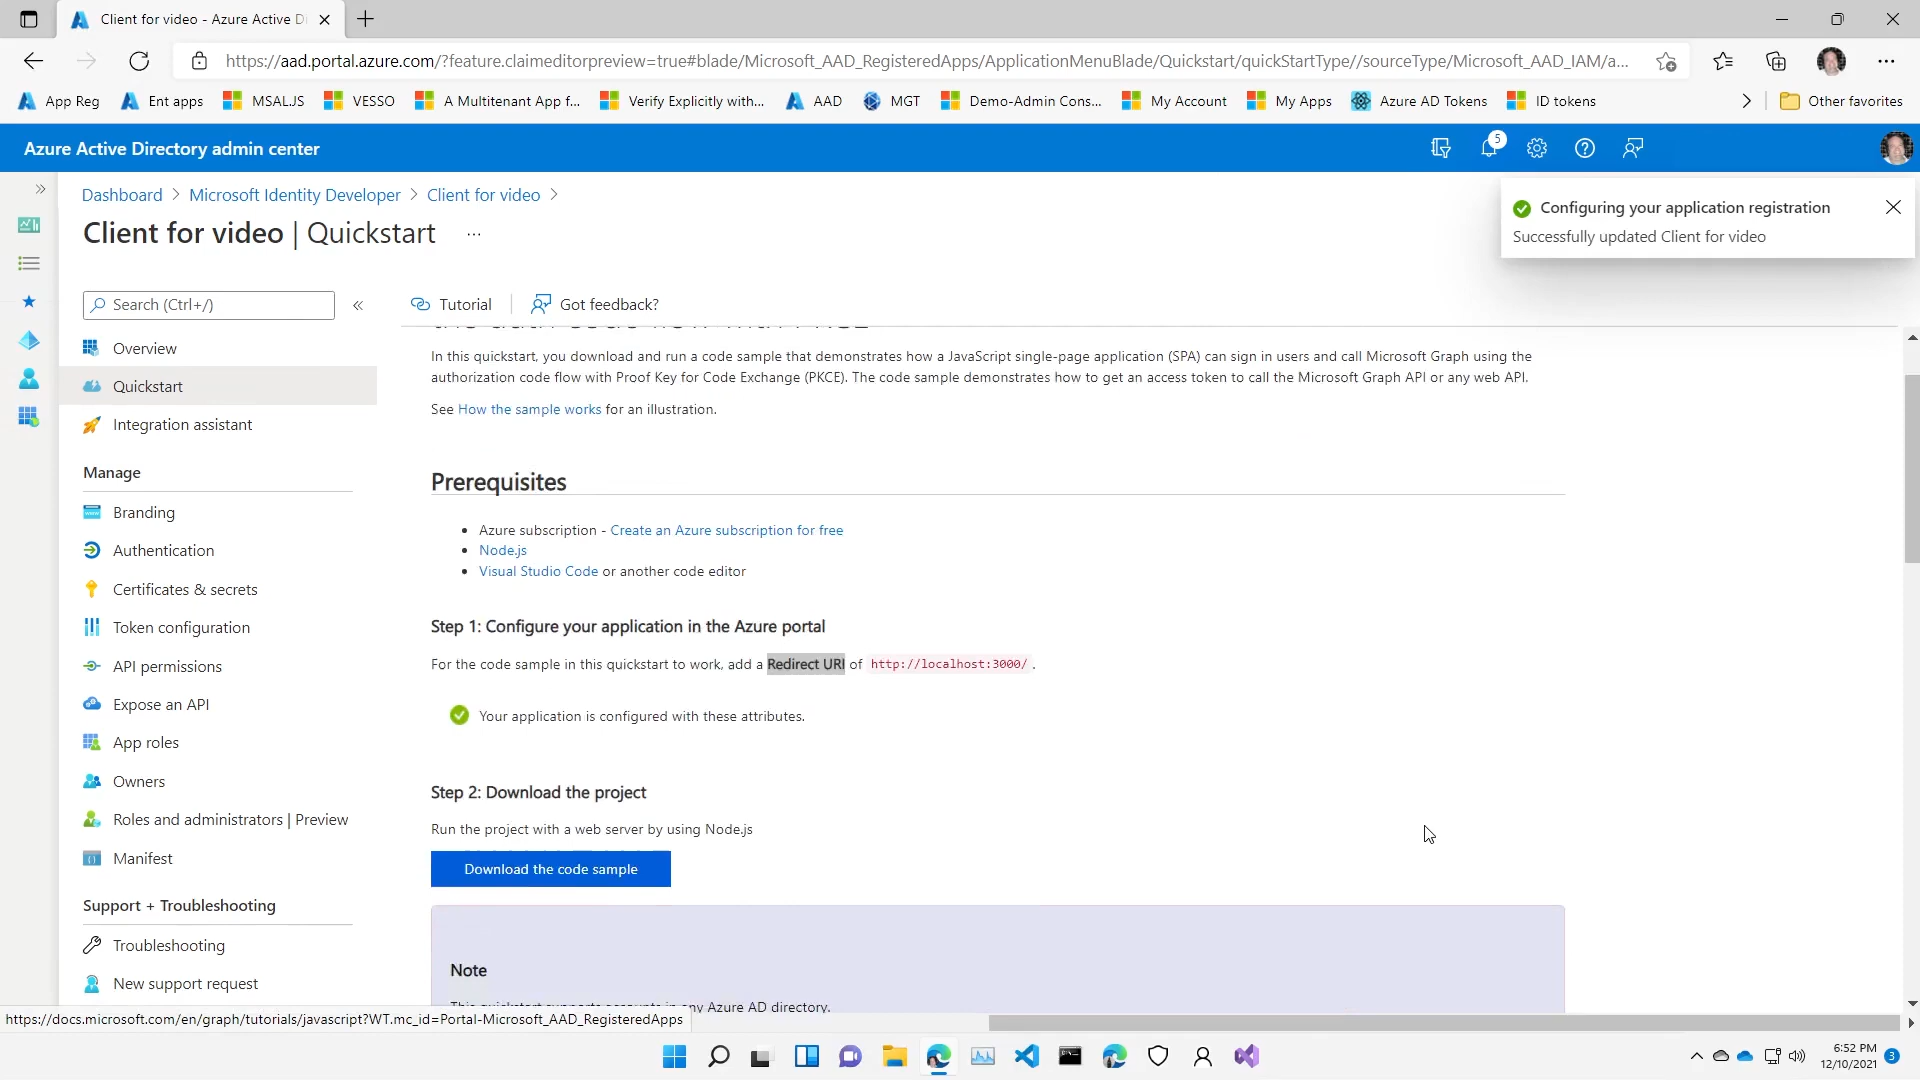 Client for video - Azure Active D
https://aad.portal.azure.com/?feature.claimeditorpreview=true#blade/Microsoft_AAD_RegisteredApps/ApplicationMenuBlade/Quickstart/quickStartType//sourceType/Microsoft_AAD_IAM/a...
App Reg
Ent apps
MSALJS
VESSO
A Multitenant App f...
Verify Explicitly with...
AAD
MGT
Demo-Admin Cons...
My Account
My Apps
Azure AD Tokens
ID tokens
Other favorites
Azure Active Directory admin center
5
Dashboard > Microsoft Identity Developer > Client for video >
Client for video | Quickstart ...
Configuring your application registration
Successfully updated Client for video
Search (Ctrl+/)
Overview
Quickstart
Integration assistant
Manage
Branding
Authentication
Certificates & secrets
Token configuration
API permissions
Expose an API
App roles
Owners
Roles and administrators | Preview
Manifest
Support + Troubleshooting
Troubleshooting
New support request
Tutorial
Got feedback?
In this quickstart, you download and run a code sample that demonstrates how a JavaScript single-page application (SPA) can sign in users and call Microsoft Graph using the
authorization code flow with Proof Key for Code Exchange (PKCE). The code sample demonstrates how to get an access token to call the Microsoft Graph API or any web API.
See How the sample works for an illustration.
Prerequisites
• Azure subscription - Create an Azure subscription for free
• Node.js
• Visual Studio Code or another code editor
Step 1: Configure your application in the Azure portal
For the code sample in this quickstart to work, add a Redirect URI of http://localhost:3000/ .
Your application is configured with these attributes.
Step 2: Download the project
Run the project with a web server by using Node.js
Download the code sample
Note
This quickstart supports accounts in any Azure AD directory.
https://docs.microsoft.com/en/graph/tutorials/javascript?WT.mc_id=Portal-Microsoft_AAD_RegisteredApps
6:52 PM
12/10/2021
3